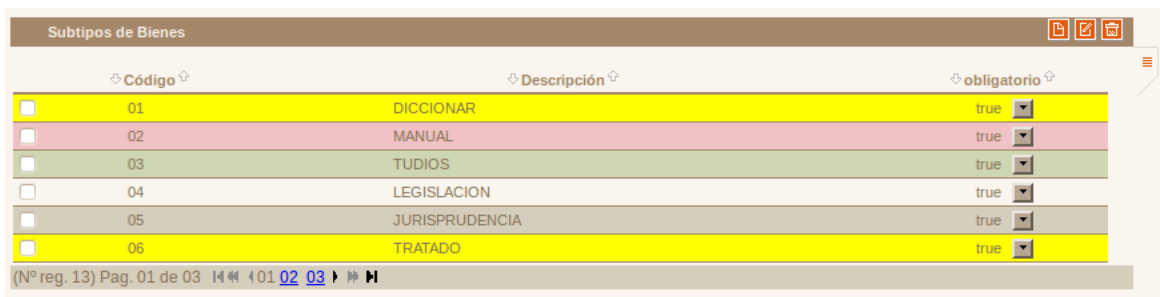 Subtipos de Bienes
Código Descripción obligatorio
01 DICCIONAR true
02 MANUAL true
03 TUDIOS true
04 LEGISLACION true
05 JURISPRUDENCIA true
06 TRATADO true
(Nº reg. 13) Pag. 01 de 03 01 02 03